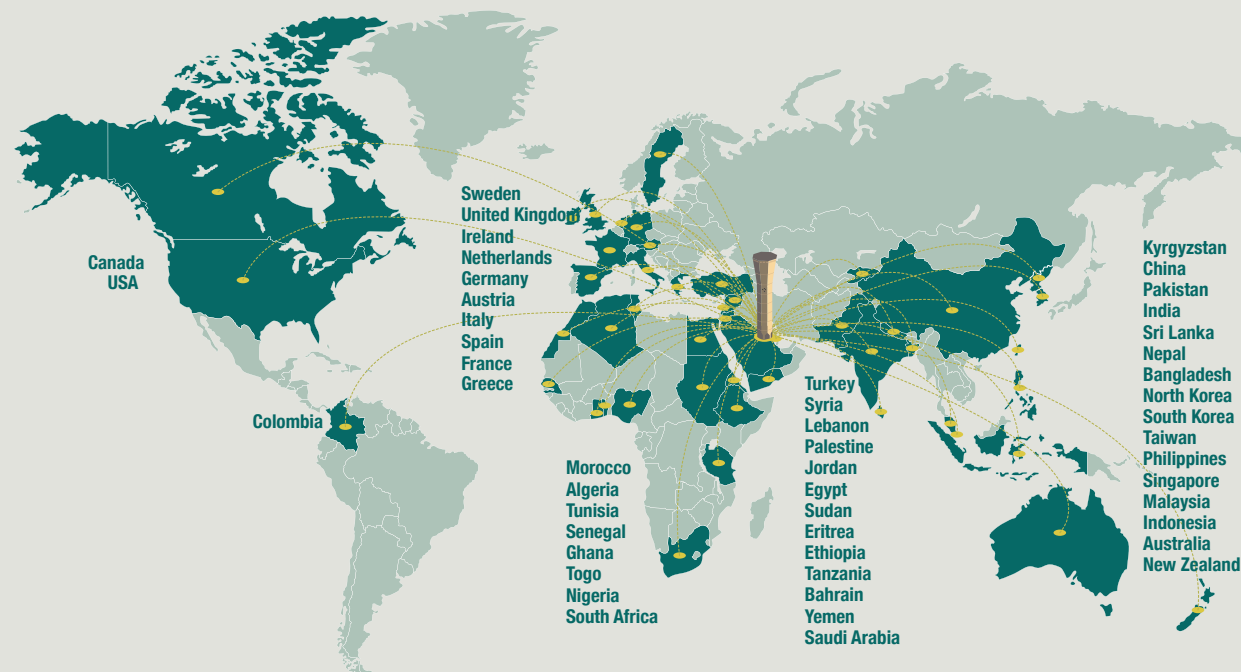 Canada
USA
Colombia
Sweden
United Kingdom
Ireland
Netherlands
Germany
Austria
Italy
Spain
France
Greece
Morocco
Algeria
Tunisia
Senegal
Ghana
Togo
Nigeria
South Africa
Turkey
Syria
Lebanon
Palestine
Jordan
Egypt
Sudan
Eritrea
Ethiopia
Tanzania
Bahrain
Yemen
Saudi Arabia
Kyrgyzstan
China
Pakistan
India
Sri Lanka
Nepal
Bangladesh
North Korea
South Korea
Taiwan
Philippines
Singapore
Malaysia
Indonesia
Australia
New Zealand